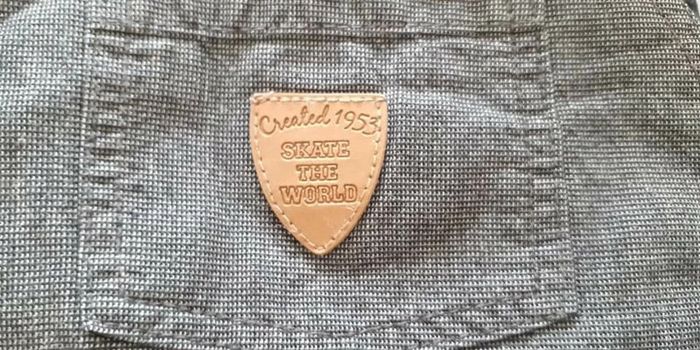 Created 1953
SKATE
THE
WORLD